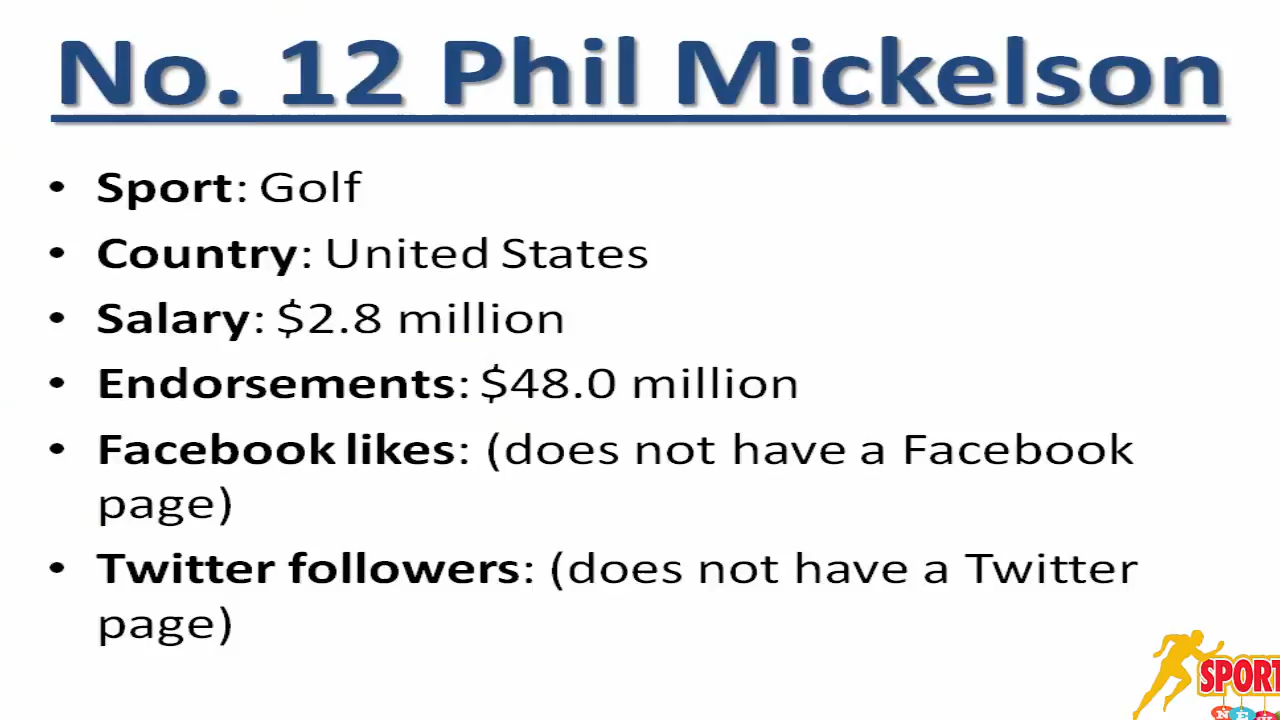 No. 12 Phil Mickelson
• Sport: Golf
• Country: United States
• Salary: $2.8 million
• Endorsements: $48.0 million
• Facebook likes: (does not have a Facebook
page)
• Twitter followers: (does not have a Twitter
page)
SPORT